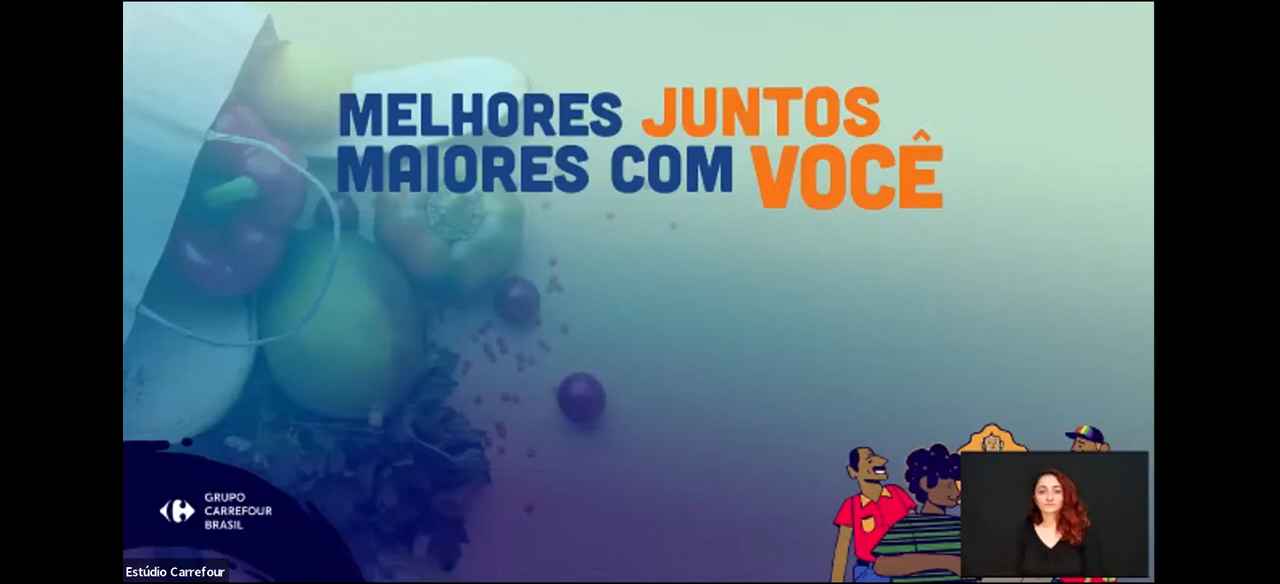 MELHORES JUNTOS
MAIORES COM VOCÊ
GRUPO
CARREFOUR
BRASIL
Estúdio Carrefour